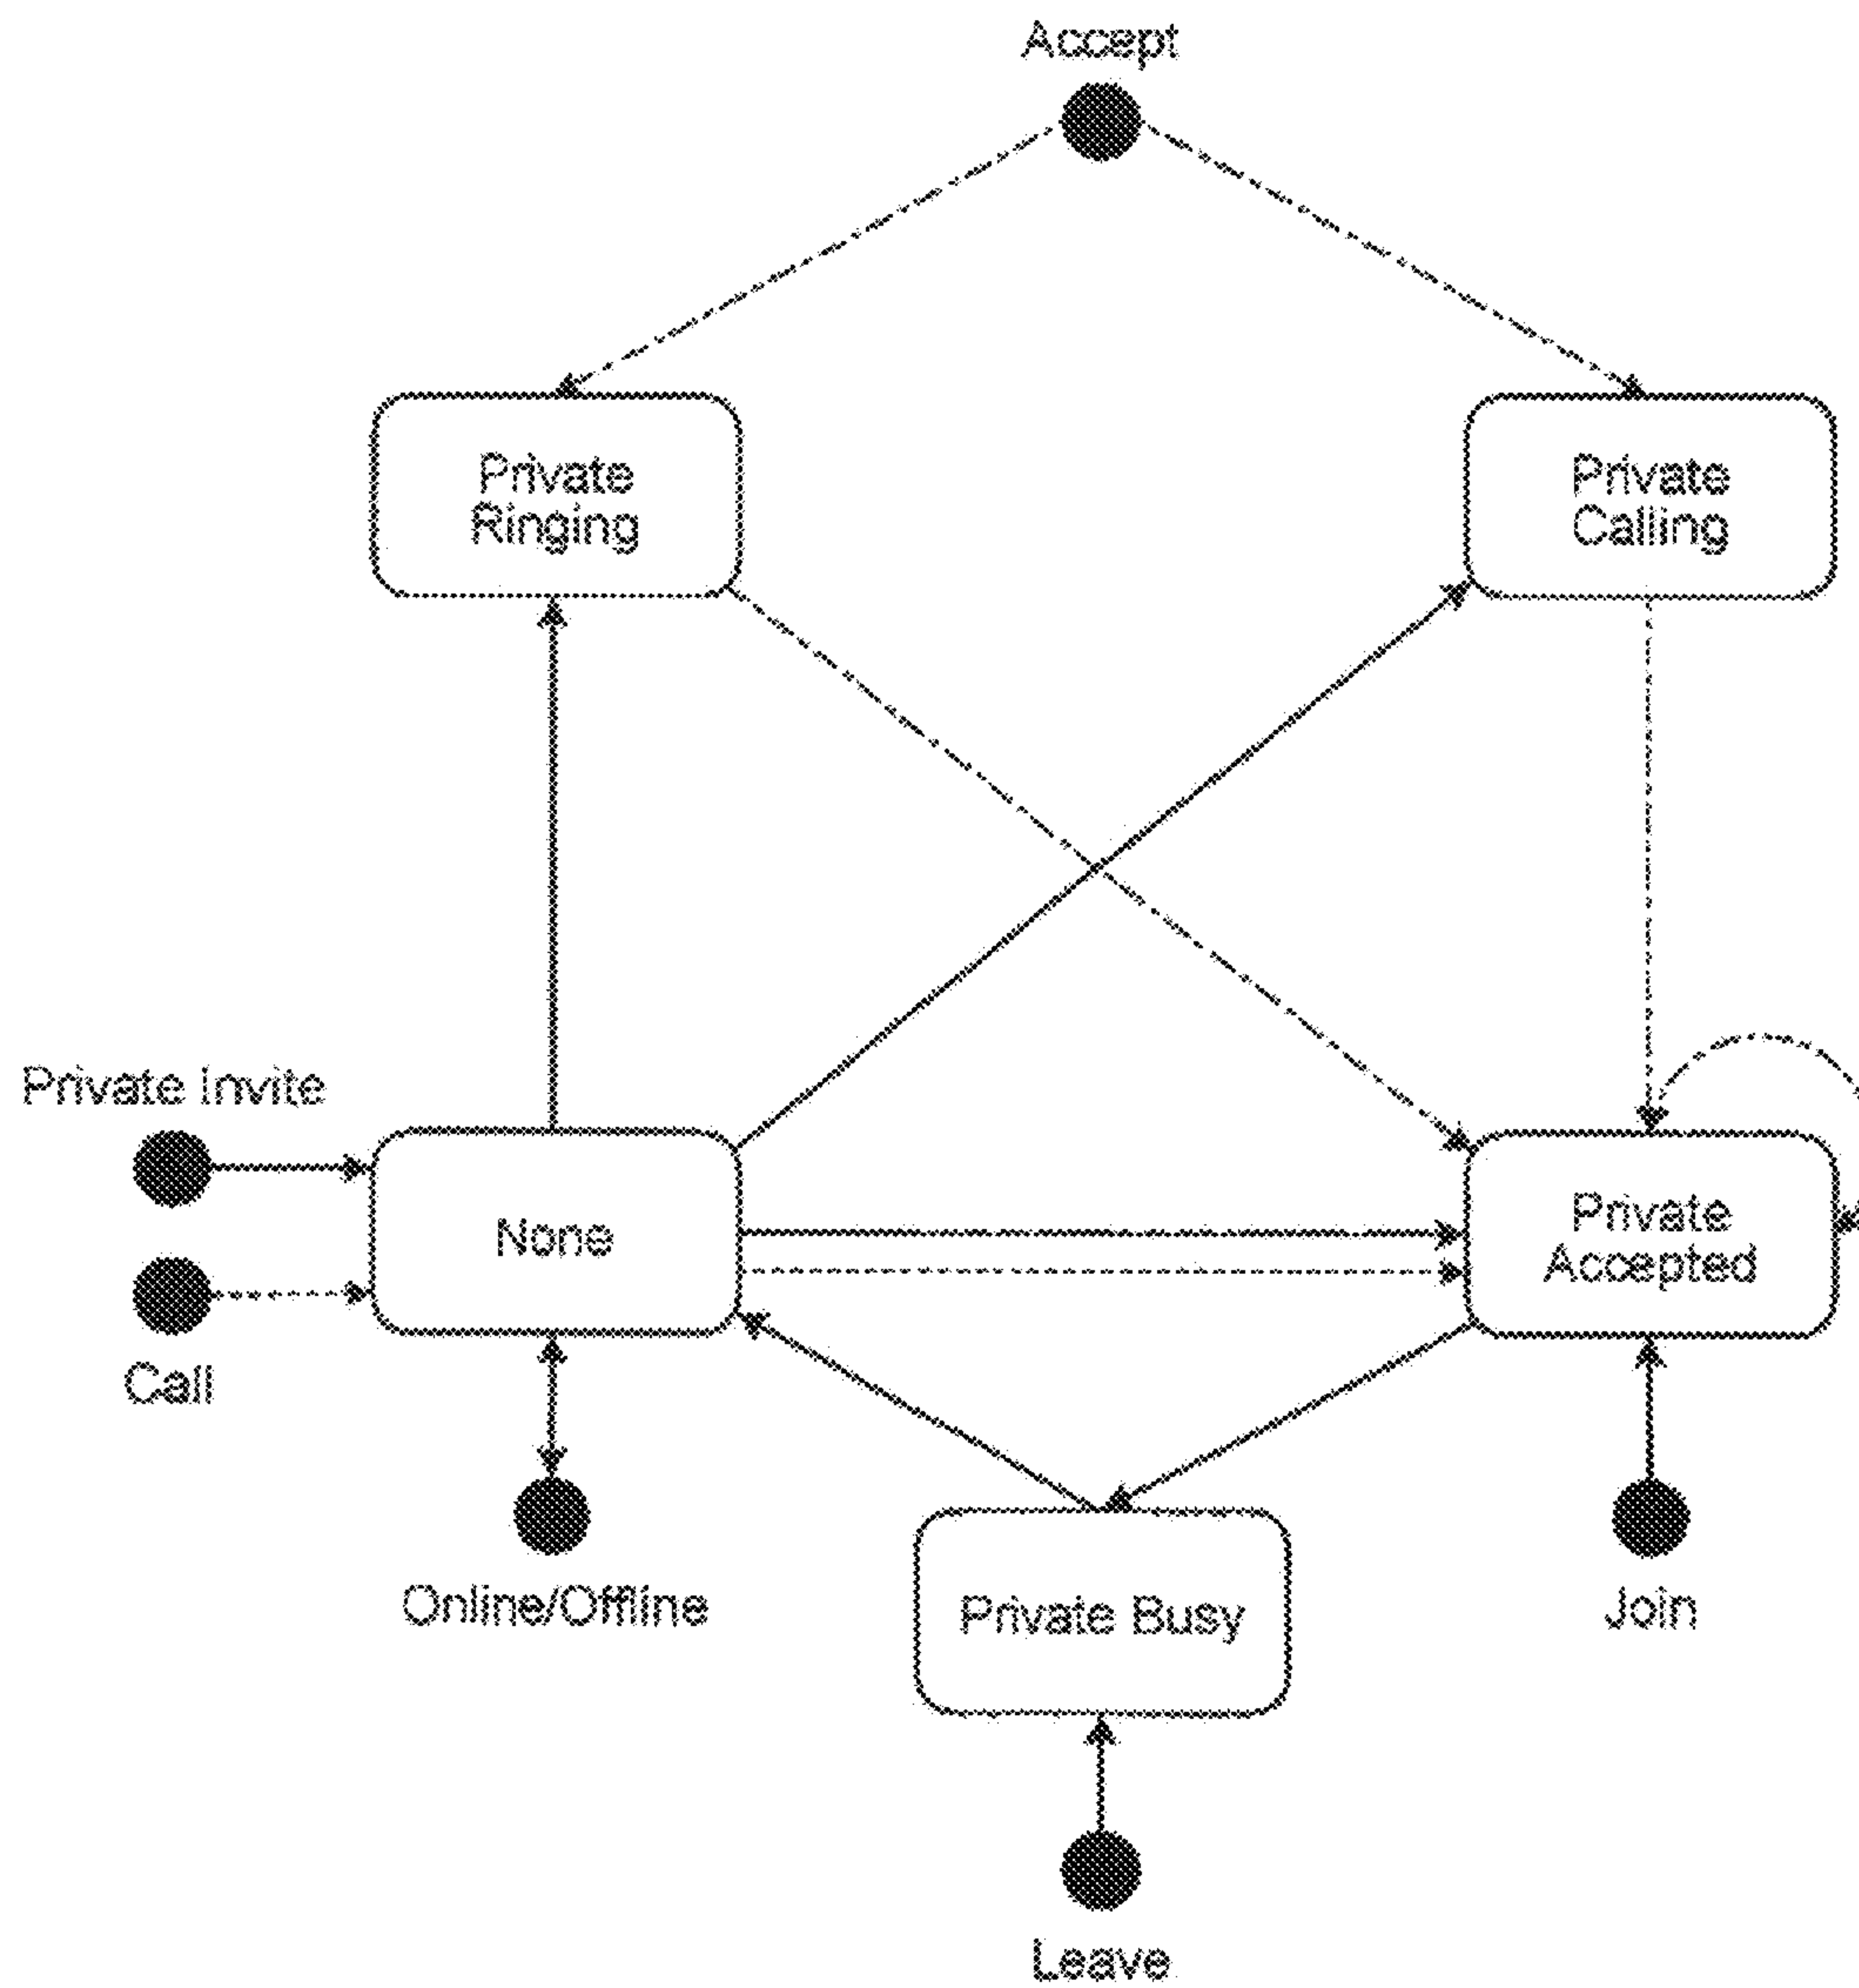 Accept
Private
Ringing
Private
Calling
Private Invite
None
Private
Accepted
Call
Online/Offline
Private Busy
Join
Leave